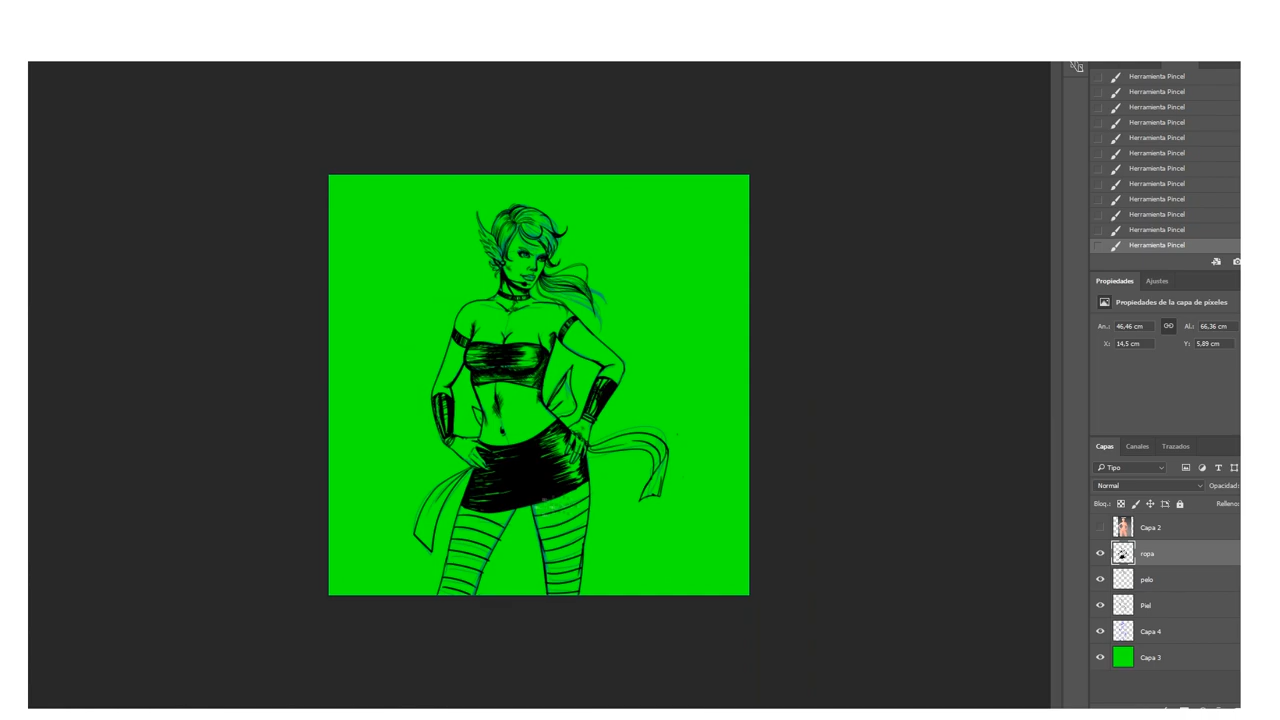 Herramienta Pincel
Herramienta Pincel
Herramienta Pincel
Herramienta Pincel
Herramienta Pincel
Herramienta Pincel
Herramienta Pincel
Herramienta Pincel
Herramienta Pincel
Herramienta Pincel
Herramienta Pincel
Herramienta Pincel
Propiedades Ajustes
Propiedades de la capa de píxeles
An.: 46,46 cm Al.: 66,36 cm
X: 14,5 cm Y: 5,89 cm
Capas Canales Trazados
Tipo T
Normal Opacidad:
Bloq.: Relleno:
Capa 2
ropa
pelo
Piel
Capa 4
Capa 3